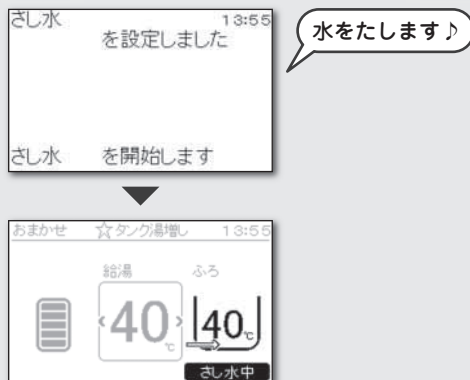 さし水 13:55
を設定しました
水をたします♪
さし水 を開始します
おまかせ ☆タンク湯増し 13:55
給湯 ふろ
40℃ 40℃
さし水中